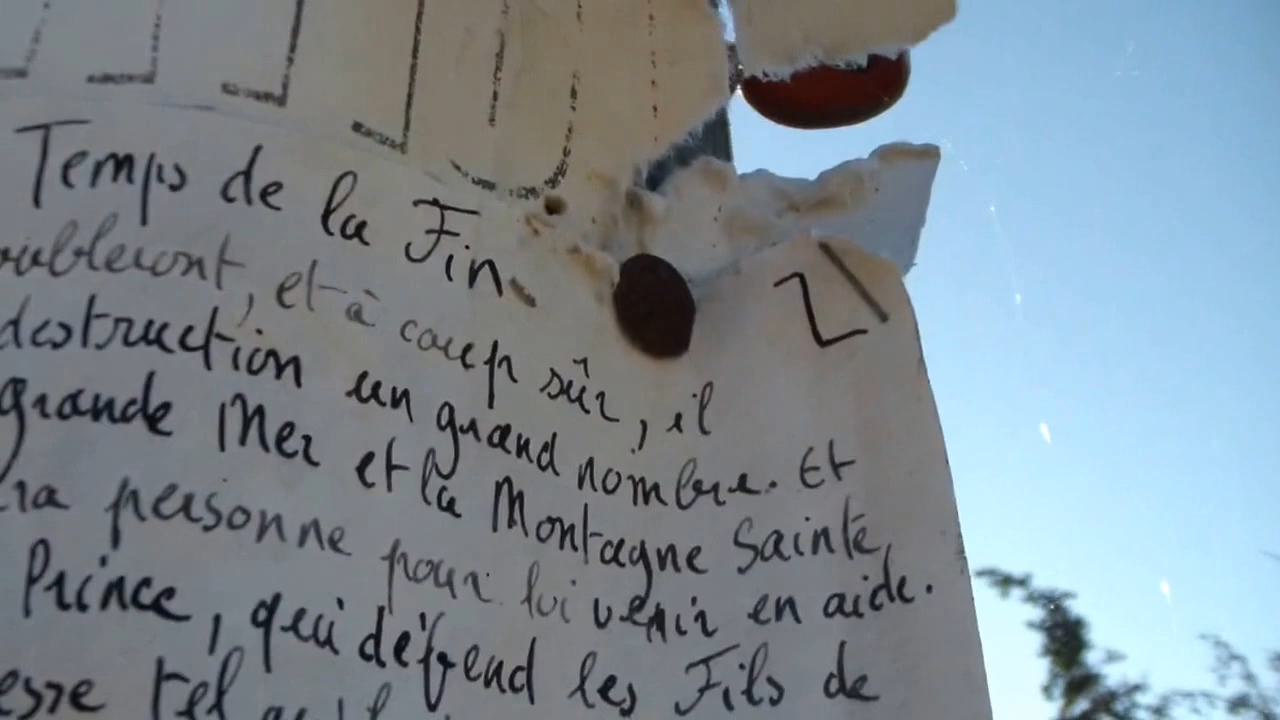 Temps de la Fin
, et à coup sûr, il
destruction un grand nombre. Et
grande Mer et la Montagne Sainte,
personne pour lui venir en aide.
Prince, qui défend les Fils de
tel